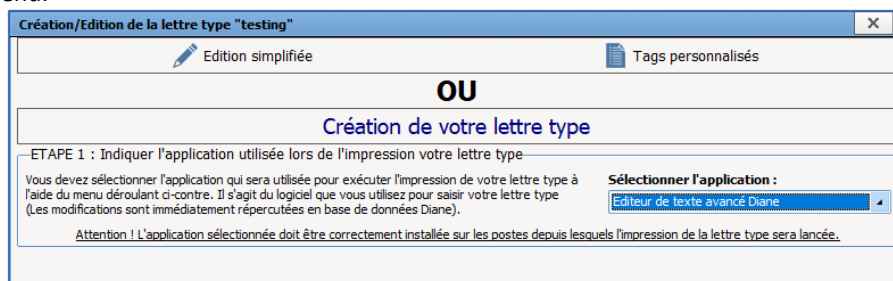 Création/Edition de la lettre type "testing"
Edition simplifiée
Tags personnalisés
OU
Création de votre lettre type
ETAPE 1 : Indiquer l'application utilisée lors de l'impression votre lettre type
Vous devez sélectionner l'application qui sera utilisée pour exécuter l'impression de votre lettre type à
l'aide du menu déroulant ci-contre. Il s'agit du logiciel que vous utilisez pour saisir votre lettre type
(Les modifications sont immédiatement répercutées en base de données Diane).
Sélectionner l'application :
Editeur de texte avancé Diane
Attention ! L'application sélectionnée doit être correctement installée sur les postes depuis lesquels l'impression de la lettre type sera lancée.